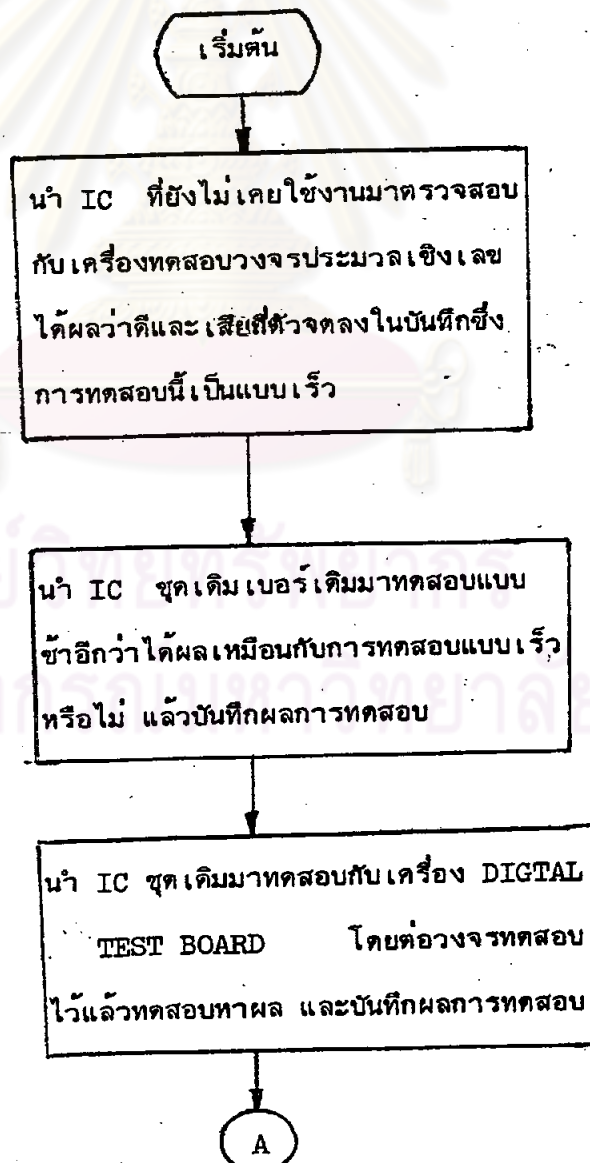 เริ่มต้น
นำ IC ที่ยังไม่เคยใช้งานมาตรวจสอบ
กับเครื่องทดสอบวงจรประมวลเชิงเลข
ได้ผลว่าดีและเสียกี่ตัวจดลงในบันทึกซึ่ง
การทดสอบนี้เป็นแบบเร็ว
นำ IC ชุดเดิมเบอร์เดิมมาทดสอบแบบ
ช้าอีกว่าได้ผลเหมือนกับการทดสอบแบบเร็ว
หรือไม่ แล้วบันทึกผลการทดสอบ
นำ IC ชุดเดิมมาทดสอบกับเครื่อง DIGTAL
TEST BOARD โดยต่อวงจรทดสอบ
ไว้แล้วทดสอบหาผล และบันทึกผลการทดสอบ
A